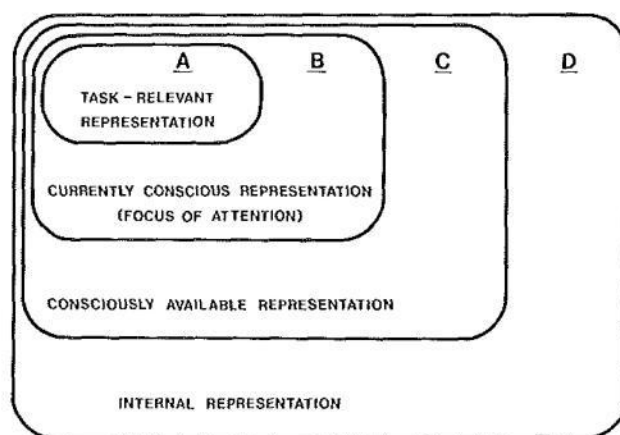 A B C D
TASK - RELEVANT
REPRESENTATION
CURRENTLY CONSCIOUS REPRESENTATION
(FOCUS OF ATTENTION)
CONSCIOUSLY AVAILABLE REPRESENTATION
INTERNAL REPRESENTATION